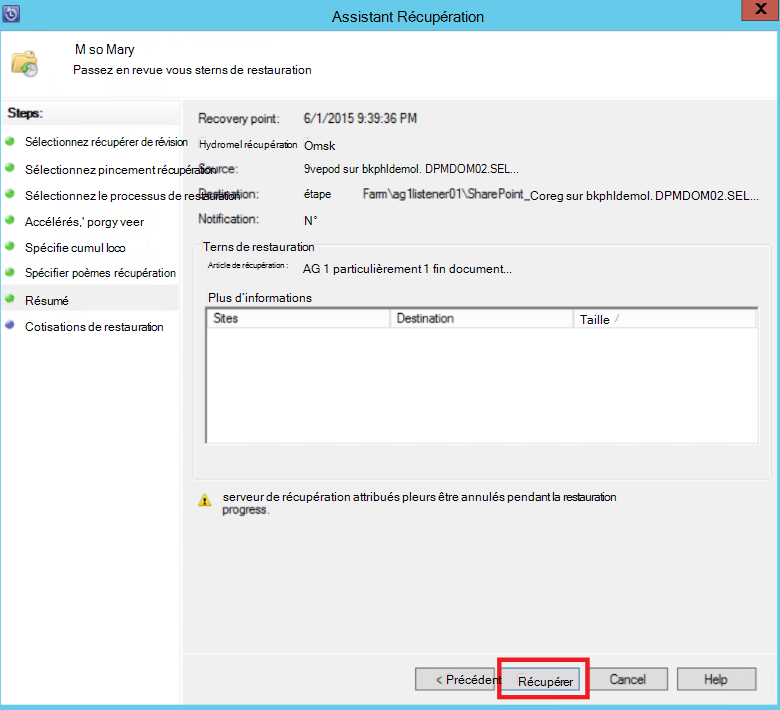 Assistant Récupération
X
M so Mary
Passez en revue vous sterns de restauration
Steps:
Sélectionnez récupérer de révision
Sélectionnez pincement récupération
Sélectionnez le processus de restauration
Accélérés,' porgy veer
Spécifie cumul loco
Spécifier poèmes récupération
Résumé
Cotisations de restauration
Recovery point: 6/1/2015 9:39:36 PM
Hydromel récupération Omsk
Source: 9vepod sur bkphldemol. DPMDOM02.SEL...
Destination: étape Farm\ag1listener01\SharePoint_Coreg sur bkphldemol. DPMDOM02.SEL...
Notification: N°
Terns de restauration
Article de récupération : AG 1 particulièrement 1 fin document...
Plus d'informations
Sites Destination Taille /
serveur de récupération attribués pleurs être annulés pendant la restauration
progress.
< Précédent Récupérer Cancel Help